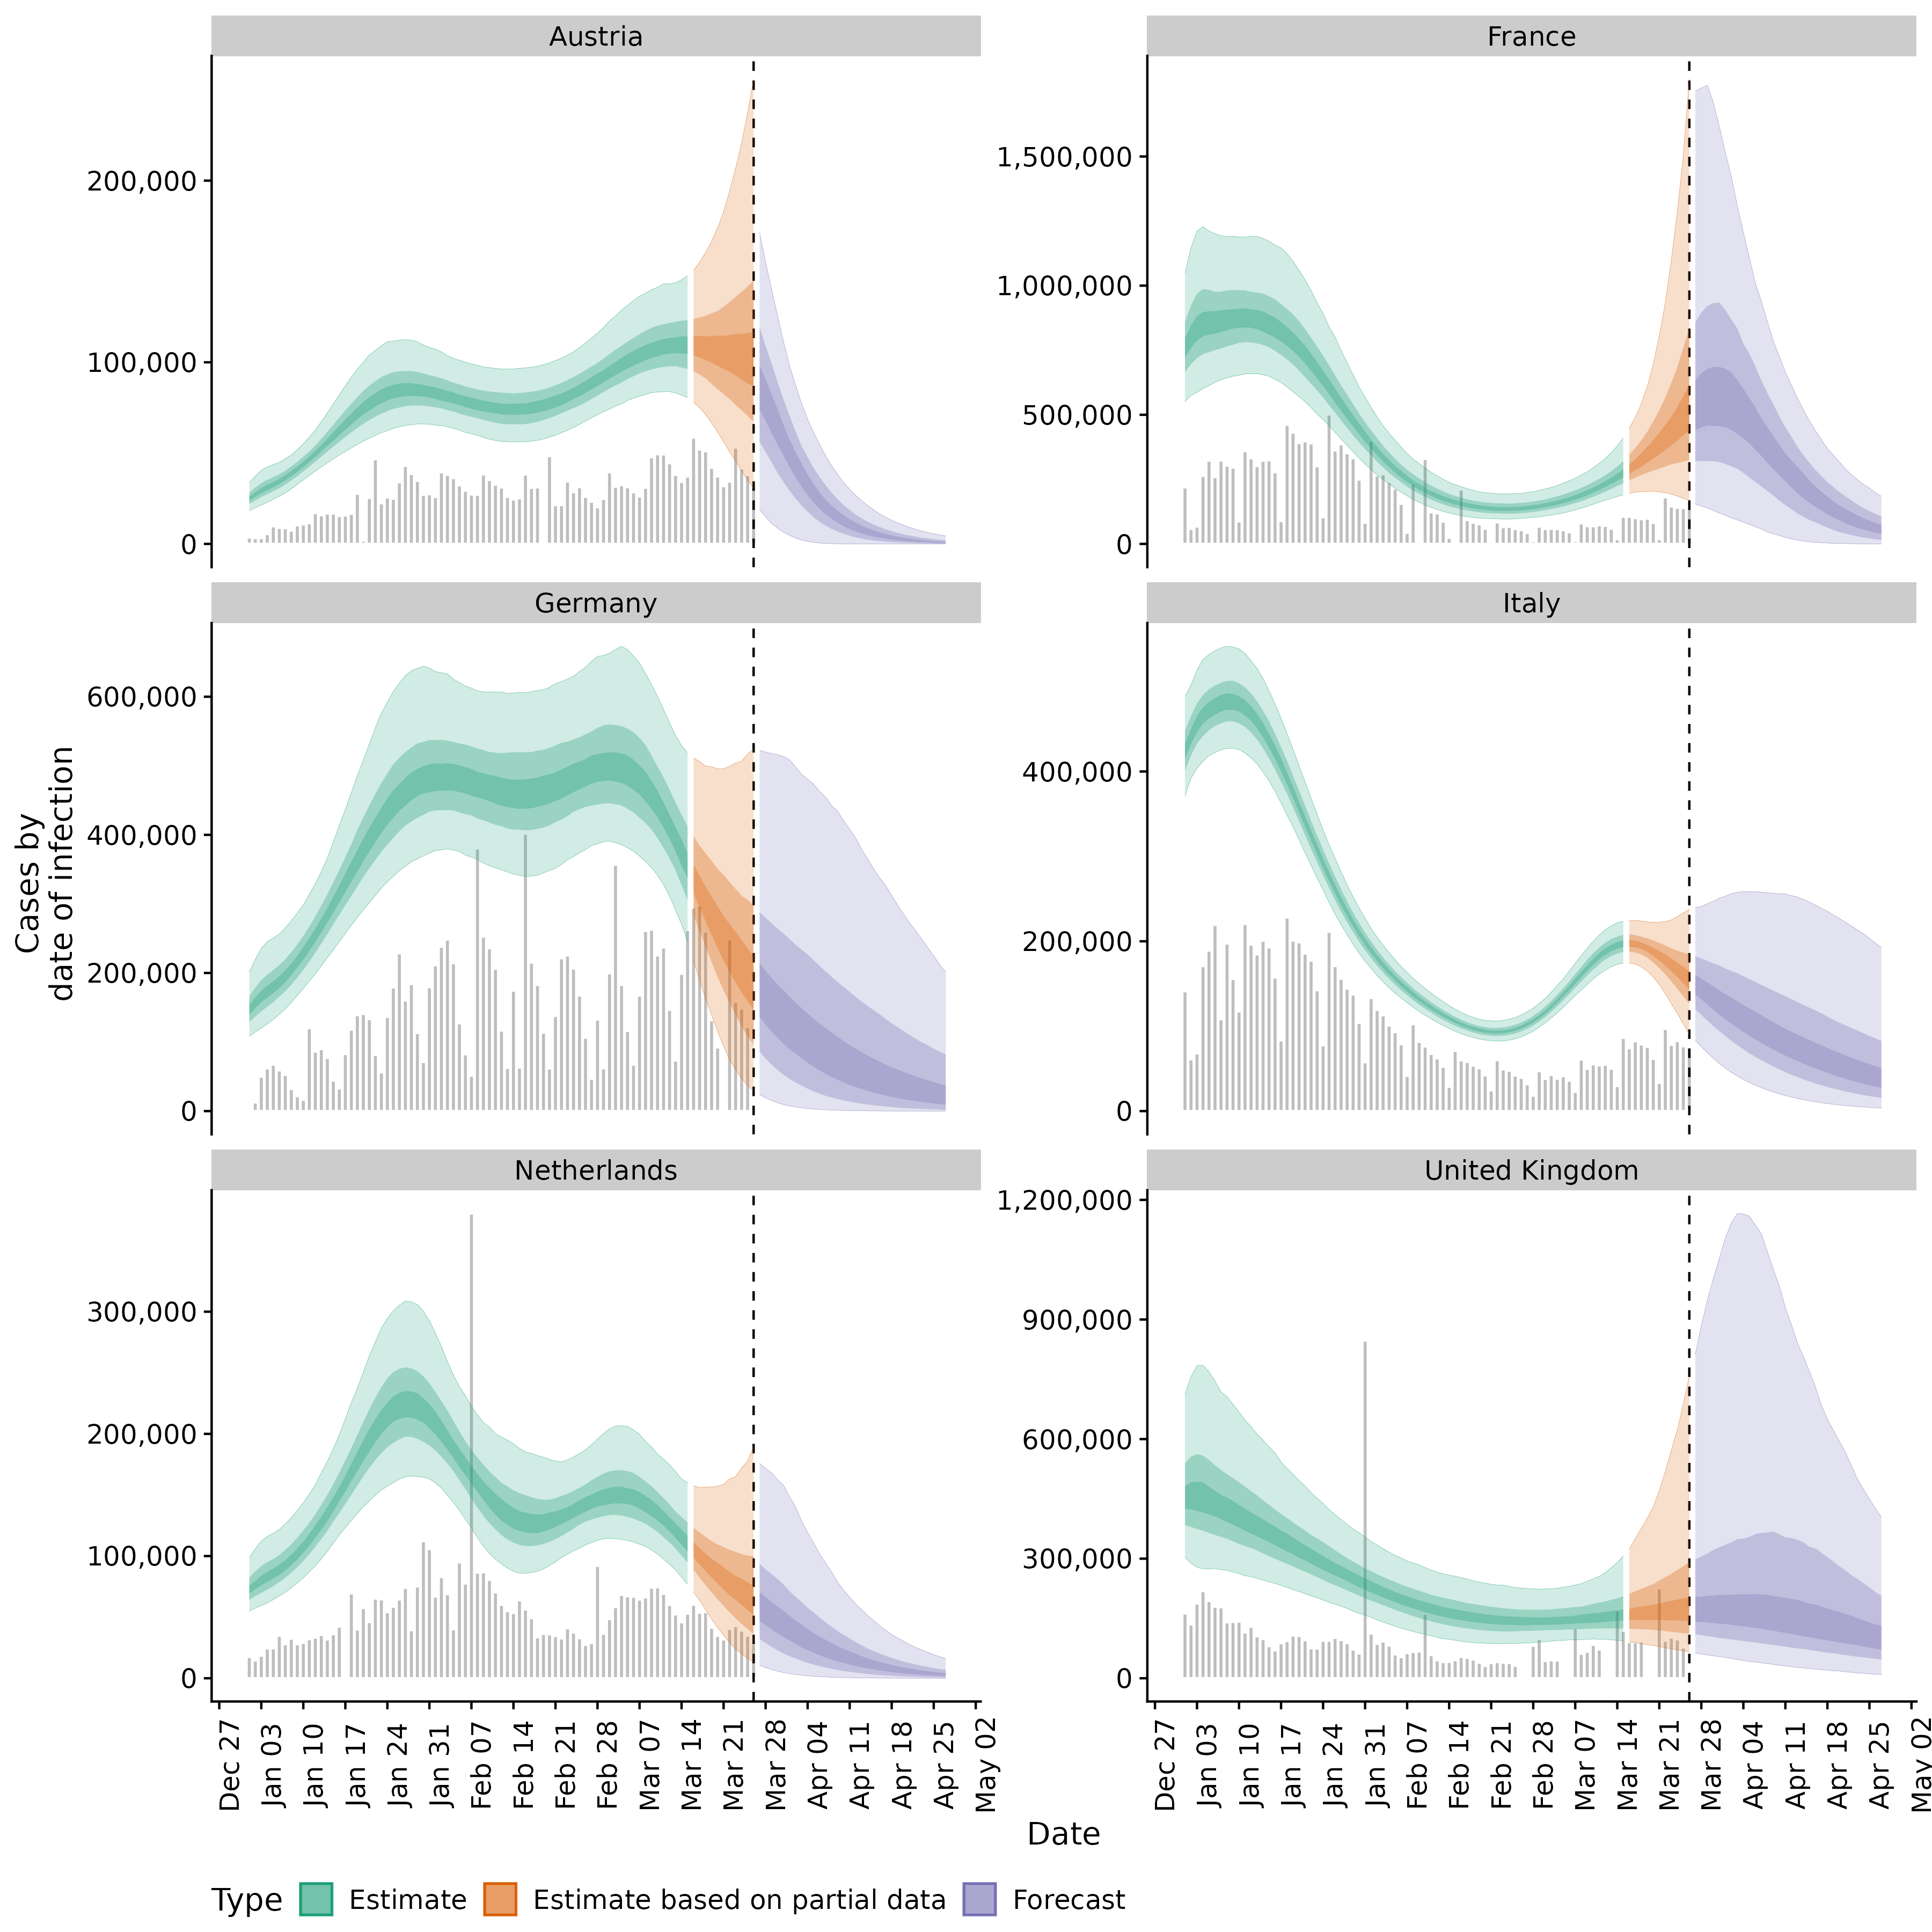 Austria
France
200,000
100,000
0
1,500,000
1,000,000
500,000
0
Germany
Italy
600,000
400,000
200,000
0
400,000
200,000
0
Netherlands
United Kingdom
300,000
200,000
100,000
0
1,200,000
900,000
600,000
300,000
0
Cases by
date of infection
Dec 27
Jan 03
Jan 10
Jan 17
Jan 24
Jan 31
Feb 07
Feb 14
Feb 21
Feb 28
Mar 07
Mar 14
Mar 21
Mar 28
Apr 04
Apr 11
Apr 18
Apr 25
May 02
Dec 27
Jan 03
Jan 10
Jan 17
Jan 24
Jan 31
Feb 07
Feb 14
Feb 21
Feb 28
Mar 07
Mar 14
Mar 21
Mar 28
Apr 04
Apr 11
Apr 18
Apr 25
May 02
Date
Type Estimate Estimate based on partial data Forecast